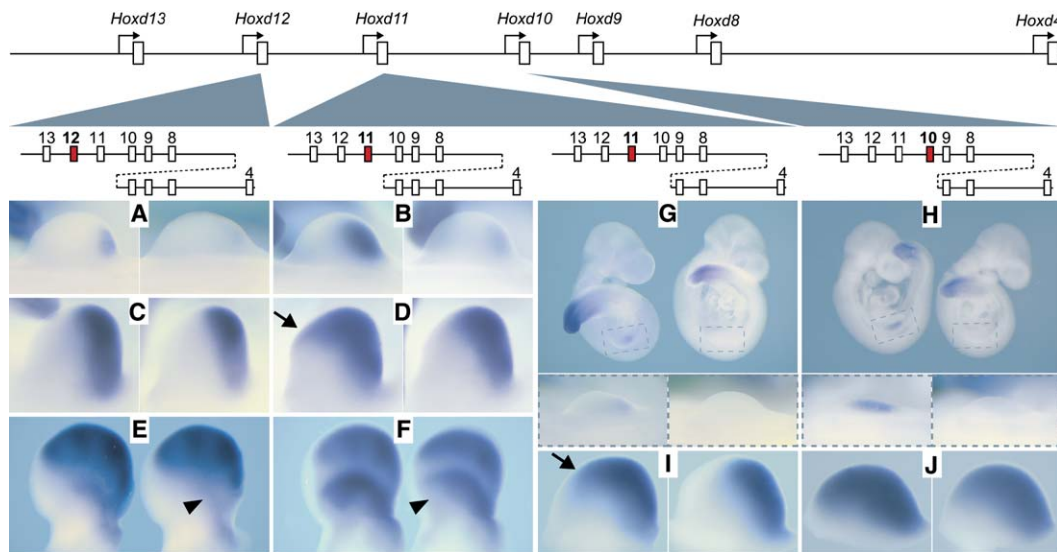 Hoxd13 Hoxd12 Hoxd11 Hoxd10 Hoxd9 Hoxd8 Hoxd4
13 12 11 10 9 8 13 12 11 10 9 8 13 12 11 10 9 8 13 12 11 10 9 8
4 4 4 4
A B G H
C D
E F I J